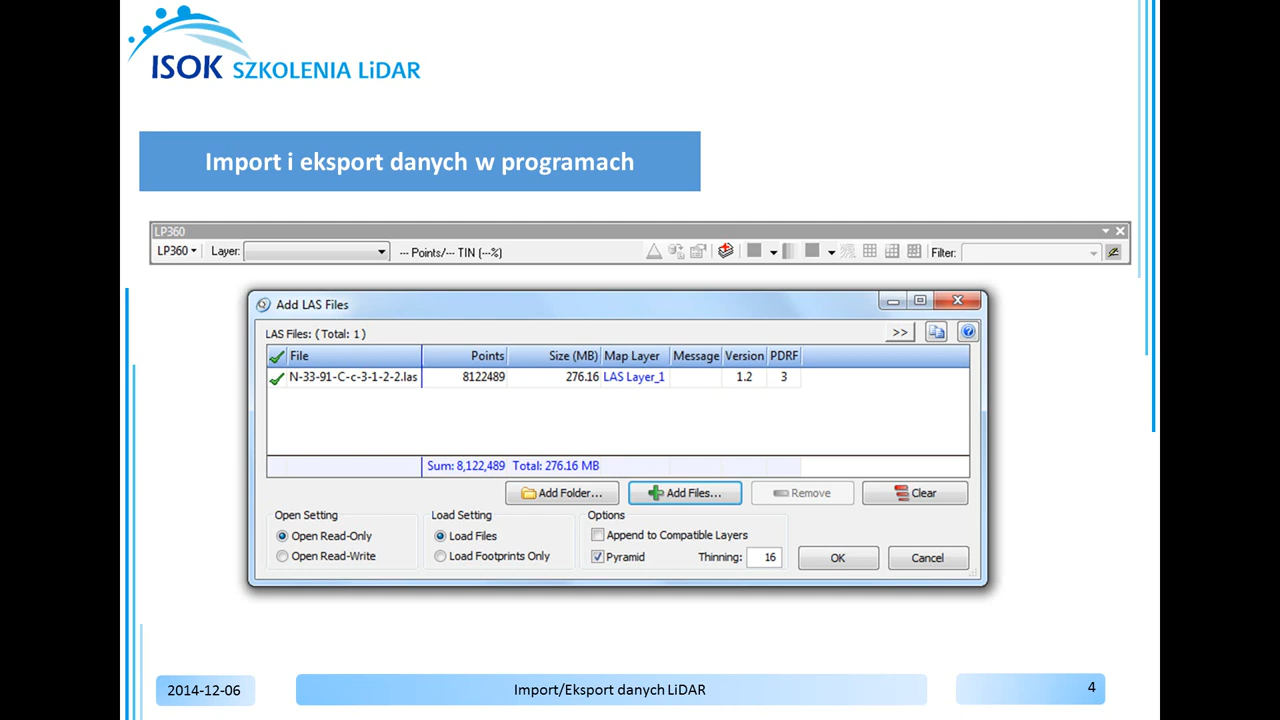 ISOK SZKOLENIA LiDAR
Import i eksport danych w programach
LP360
LP360 Layer: --- Points/--- TIN (---%) Filter:
Add LAS Files
LAS Files: ( Total: 1 ) >>
File Points Size (MB) Map Layer Message Version PDRF
N-33-91-C-c-3-1-2-2.las 8122489 276.16 LAS Layer_1 1.2 3
Sum: 8,122,489 Total: 276.16 MB
Add Folder... Add Files... Remove Clear
Open Setting Load Setting Options
Open Read-Only Load Files Append to Compatible Layers
Open Read-Write Load Footprints Only Pyramid Thinning: 16 OK Cancel
2014-12-06 Import/Eksport danych LiDAR 4